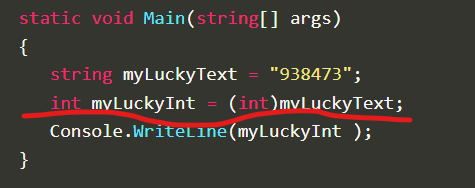 static void Main(string[] args)
{
string myLuckyText = "938473";
int myLuckyInt = (int)myLuckyText;
Console.WriteLine(myLuckyInt );
}